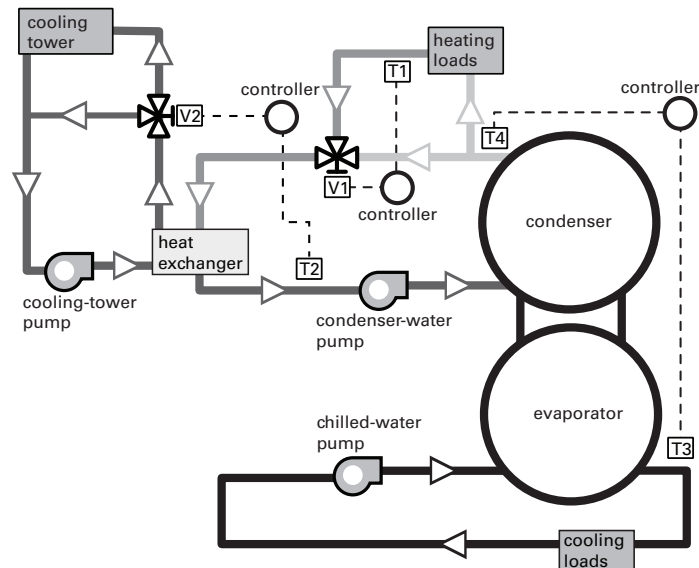 cooling
tower
heating
loads
controller
T1
controller
V2
T4
V1
controller
condenser
heat
exchanger
T2
cooling-tower
pump
condenser-water
pump
evaporator
chilled-water
pump
T3
cooling
loads